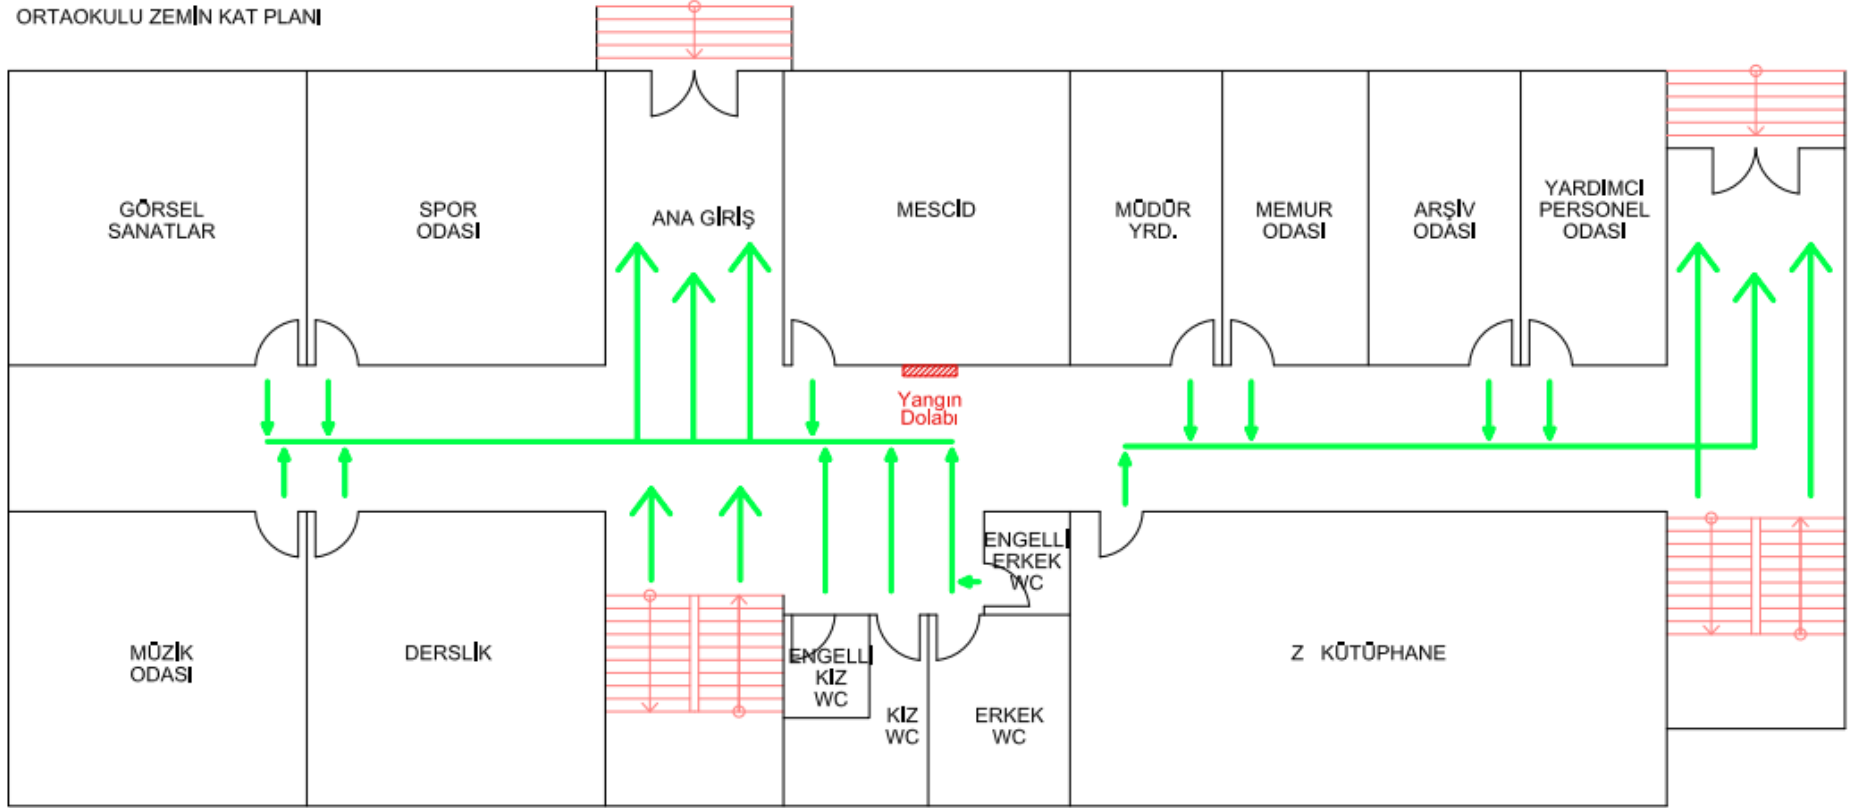 ORTAOKULU ZEMİN KAT PLANI
GÖRSEL
SANATLAR
SPOR
ODASI
ANA GİRİŞ
MESCİD
MÜDÜR
YRD.
MEMUR
ODASI
ARŞİV
ODASI
YARDIMCI
PERSONEL
ODASI
Yangın
Dolabı
MÜZİK
ODASI
DERSLİK
ENGELLİ
KIZ
WC
KIZ
WC
ERKEK
WC
ENGELLİ
ERKEK
WC
Z KÜTÜPHANE